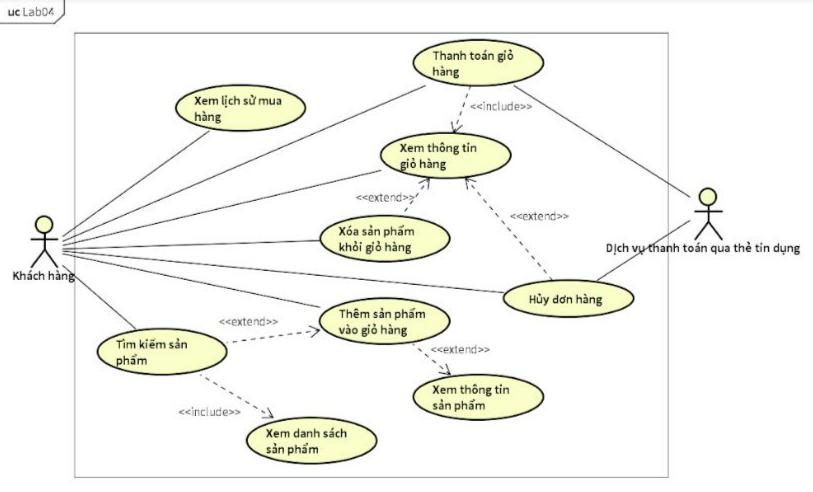 uc Lab04
Thanh toán giỏ
hàng
Xem lịch sử mua
hàng
<<include>>
Xem thông tin
giỏ hàng
<<extend>>
<<extend>>
Xóa sản phẩm
khỏi giỏ hàng
Dịch vụ thanh toán qua thẻ tín dụng
Khách hàng
Hủy đơn hàng
Thêm sản phẩm
vào giỏ hàng
<<extend>>
Tìm kiếm sản
phẩm
<<extend>>
Xem thông tin
sản phẩm
<<include>>
Xem danh sách
sản phẩm